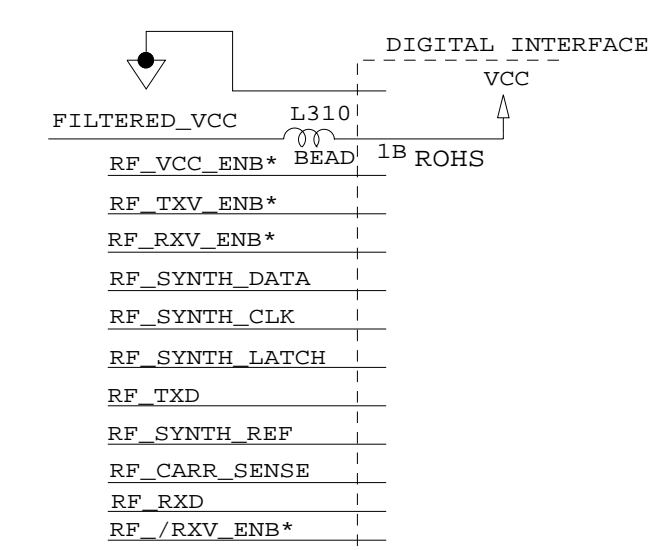 DIGITAL INTERFACE
VCC
FILTERED_VCC
L310
BEAD
1B ROHS
RF_VCC_ENB*
RF_TXV_ENB*
RF_RXV_ENB*
RF_SYNTH_DATA
RF_SYNTH_CLK
RF_SYNTH_LATCH
RF_TXD
RF_SYNTH_REF
RF_CARR_SENSE
RF_RXD
RF_/RXV_ENB*